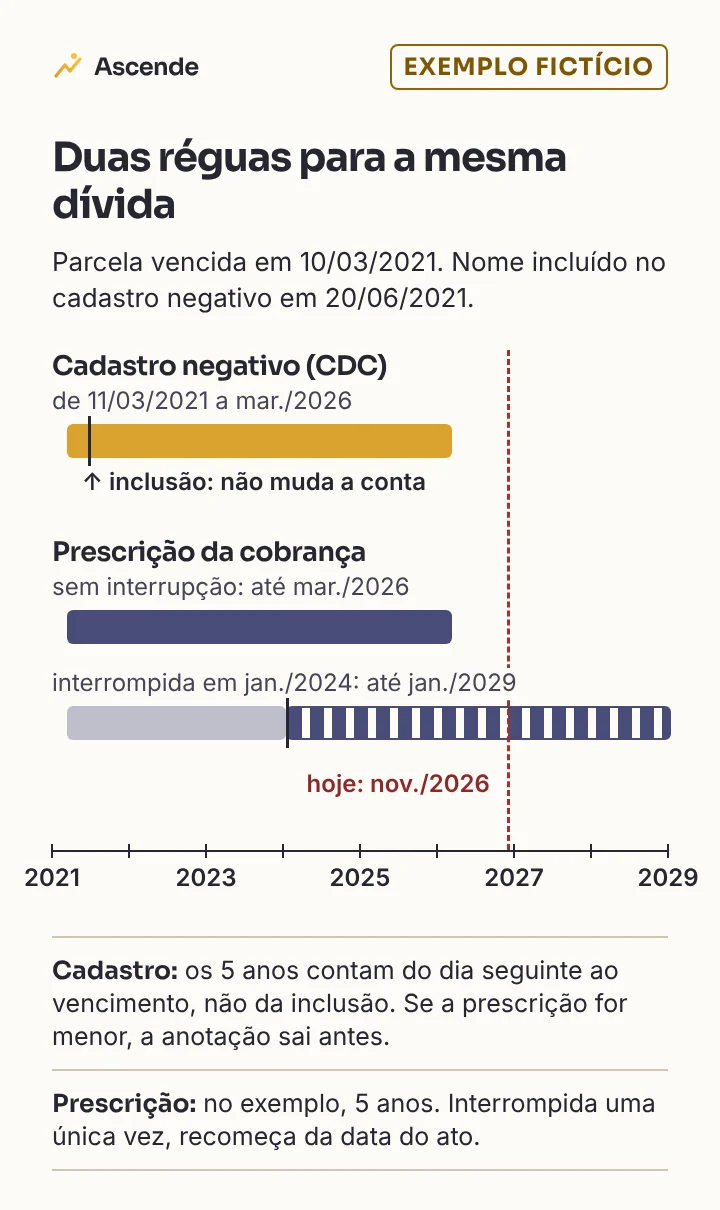 Ascende
EXEMPLO FICTÍCIO
Duas réguas para a mesma
dívida
Parcela vencida em 10/03/2021. Nome incluído no
cadastro negativo em 20/06/2021.
Cadastro negativo (CDC)
de 11/03/2021 a mar./2026
↑ inclusão: não muda a conta
Prescrição da cobrança
sem interrupção: até mar./2026
interrompida em jan./2024: até jan./2029
hoje: nov./2026
2021 2023 2025 2027 2029
Cadastro: os 5 anos contam do dia seguinte ao
vencimento, não da inclusão. Se a prescrição for
menor, a anotação sai antes.
Prescrição: no exemplo, 5 anos. Interrompida uma
única vez, recomeça da data do ato.